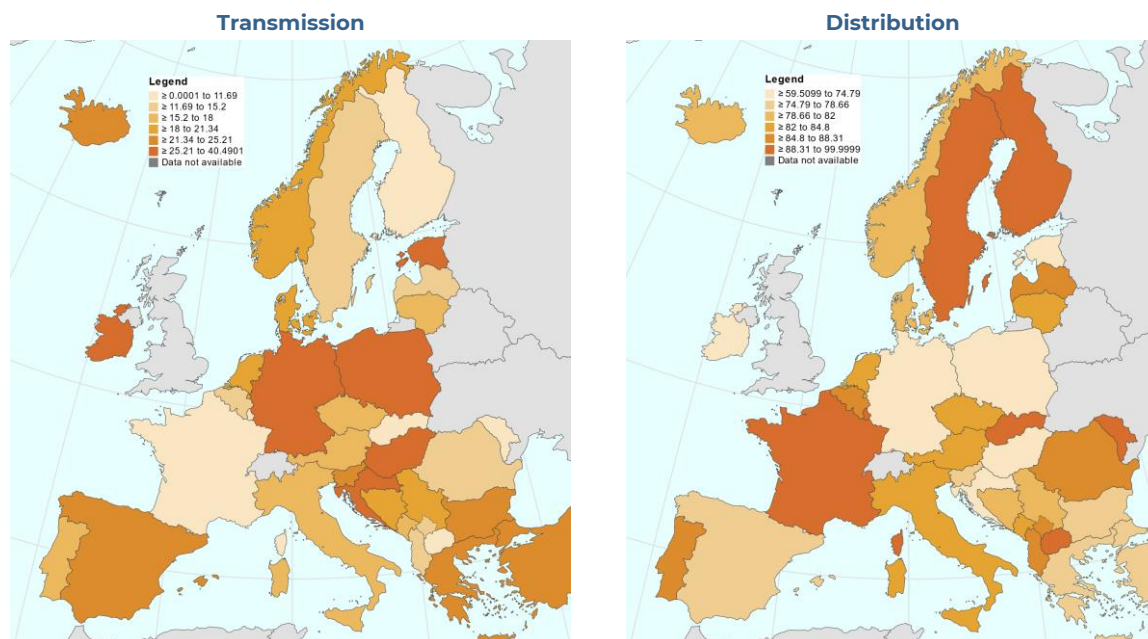 Transmission
Legend
≥ 0.0001 to 11.69
≥ 11.69 to 15.2
≥ 15.2 to 18
≥ 18 to 21.34
≥ 21.34 to 25.21
≥ 25.21 to 40.4901
Data not available
Distribution
Legend
≥ 59.5099 to 74.79
≥ 74.79 to 78.66
≥ 78.66 to 82
≥ 82 to 84.8
≥ 84.8 to 88.31
≥ 88.31 to 99.9999
Data not available